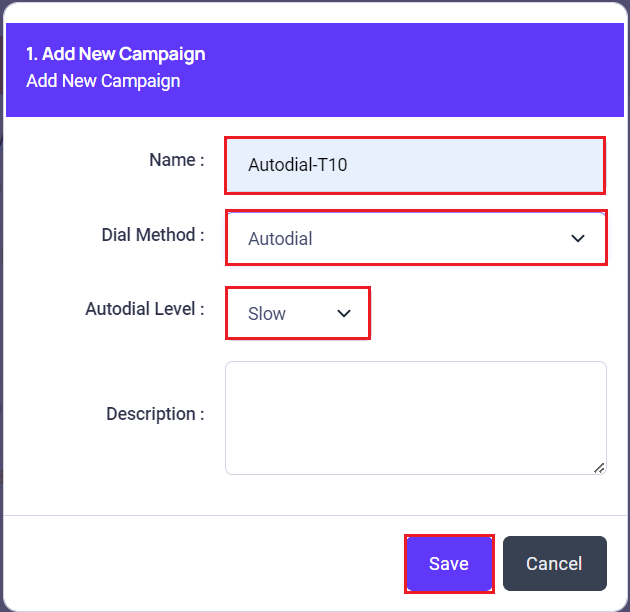 1. Add New Campaign
Add New Campaign
Name :
Autodial-T10
Dial Method :
Autodial
Autodial Level :
Slow
Description :
Save
Cancel